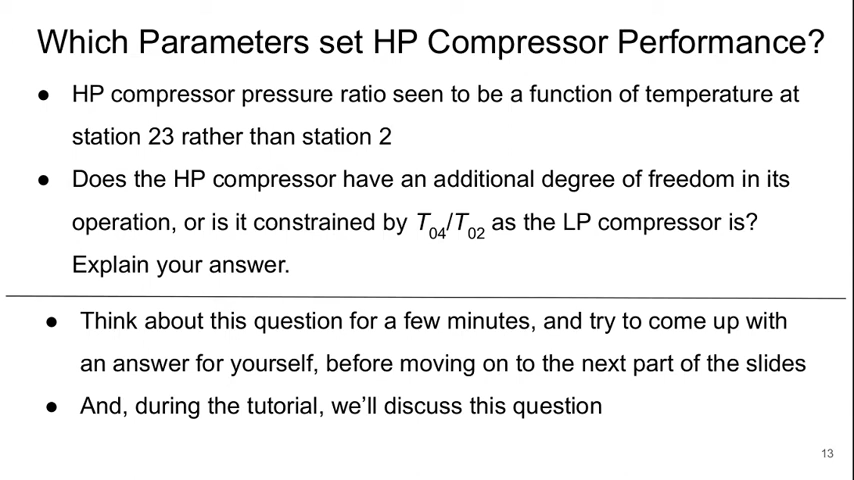 Which Parameters set HP Compressor Performance?
● HP compressor pressure ratio seen to be a function of temperature at
station 23 rather than station 2
● Does the HP compressor have an additional degree of freedom in its
operation, or is it constrained by T04/T02 as the LP compressor is?
Explain your answer.
● Think about this question for a few minutes, and try to come up with
an answer for yourself, before moving on to the next part of the slides
● And, during the tutorial, we’ll discuss this question
13